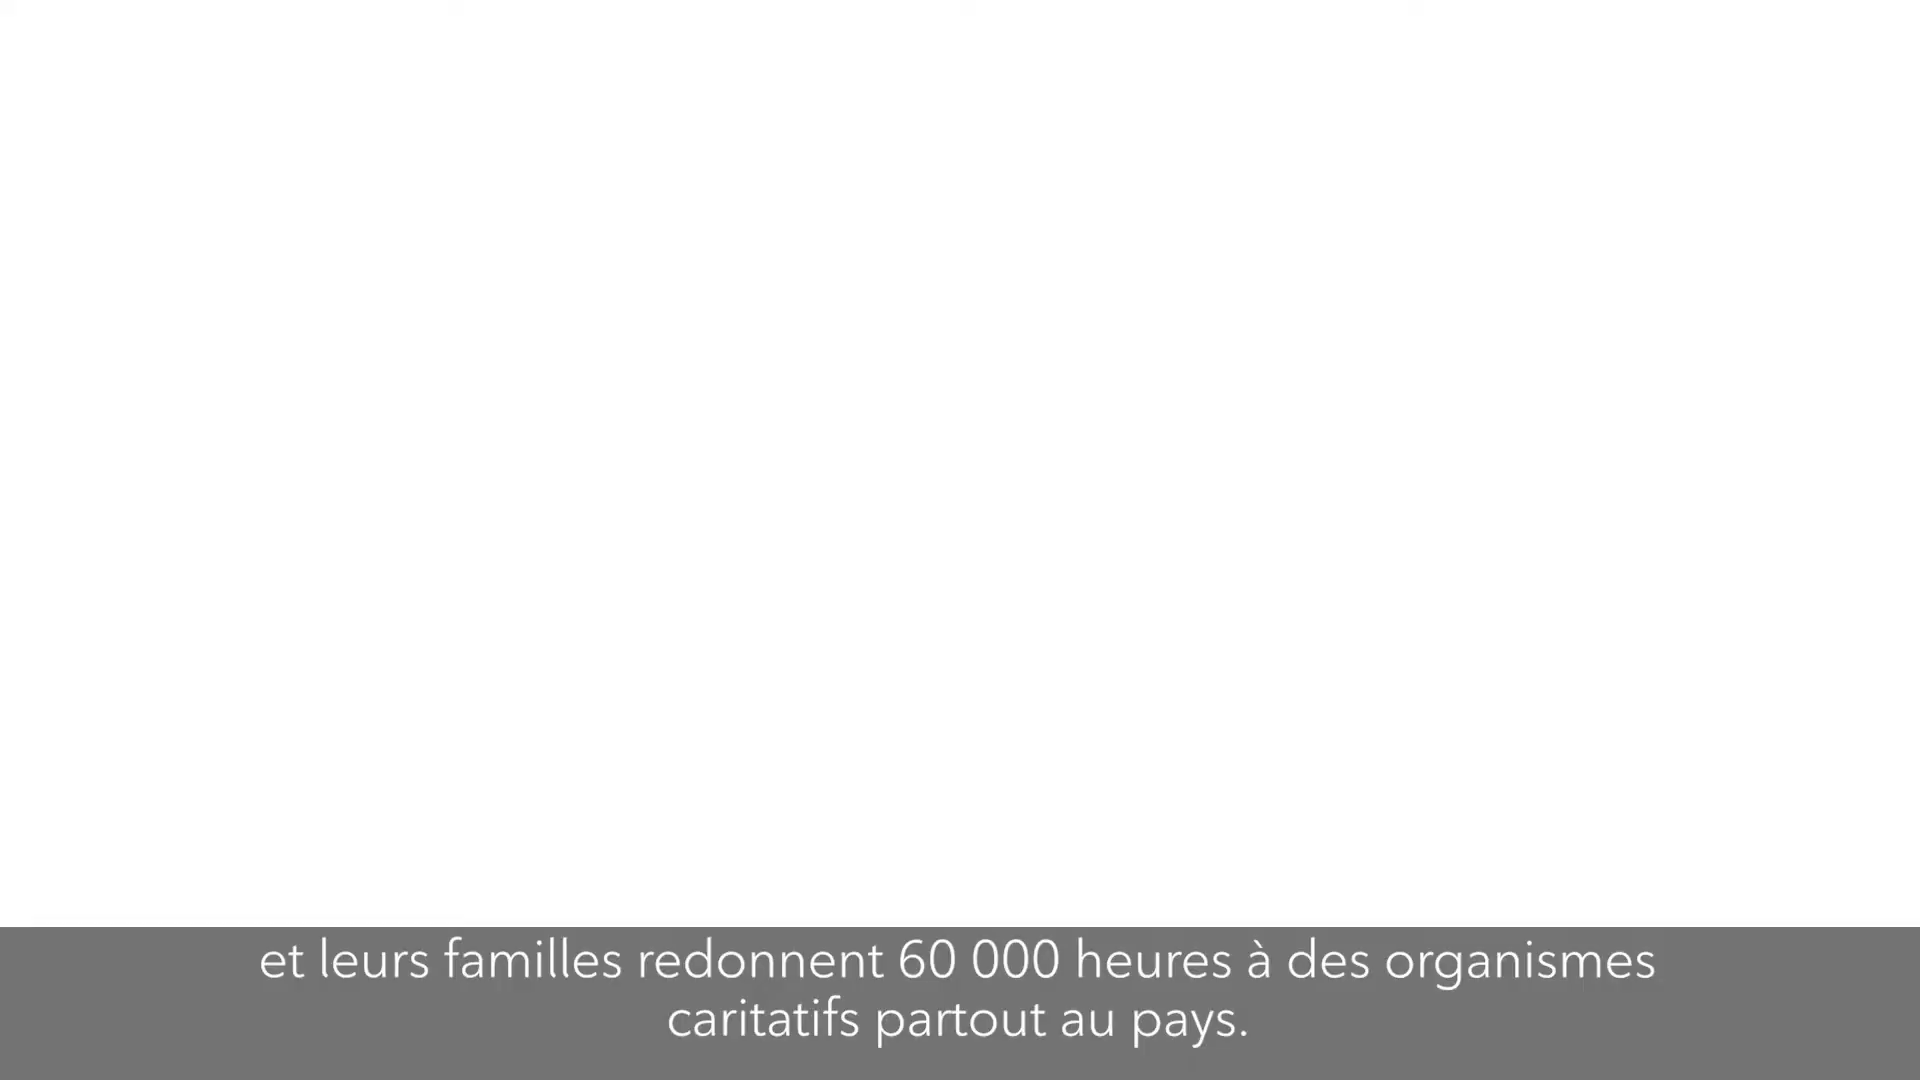 et leurs familles redonnent 60 000 heures à des organismes
caritatifs partout au pays.